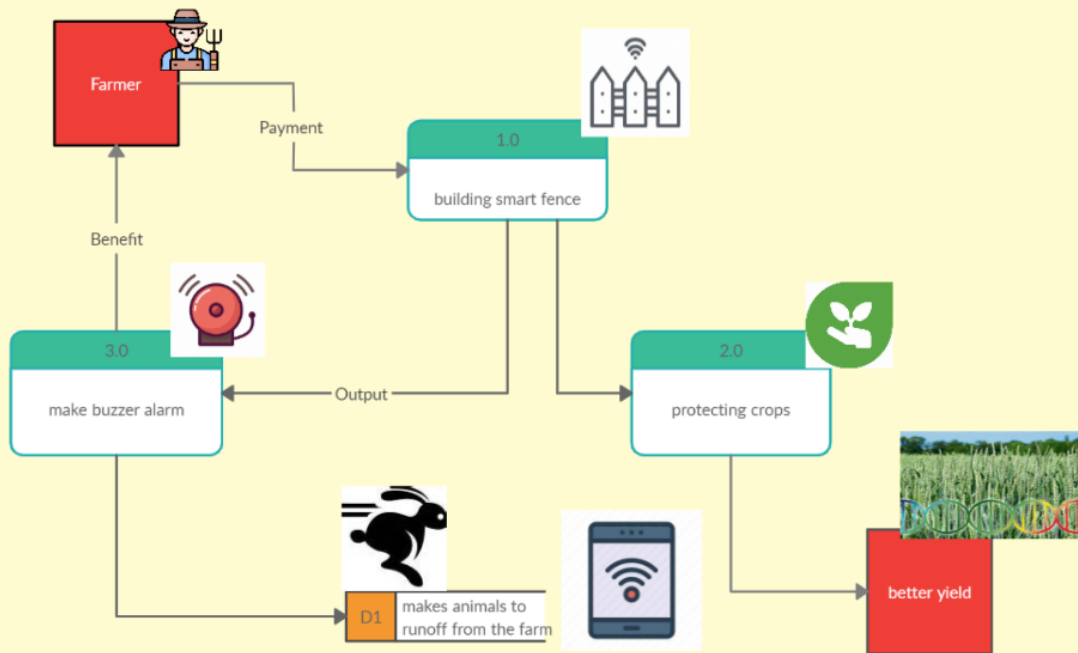 Farmer
Payment
1.0
building smart fence
Benefit
3.0
make buzzer alarm
Output
2.0
protecting crops
D1
makes animals to
runoff from the farm
better yield